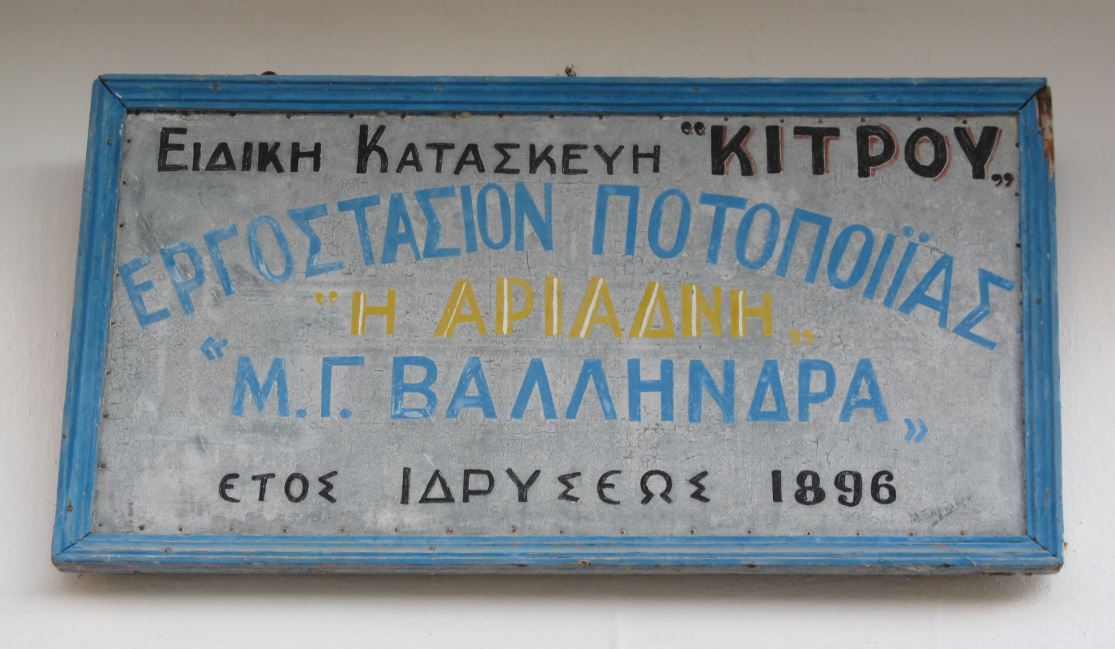 ΕΙΔΙΚΗ ΚΑΤΑΣΚΕΥΗ "ΚΙΤΡΟΥ„
ΕΡΓΟΣΤΑΣΙΟΝ ΠΟΤΟΠΟΙΪΑΣ
"Η ΑΡΙΑΔΝΗ„
"Μ.Γ. ΒΑΛΛΗΝΔΡΑ„
ΕΤΟΣ ΙΔΡΥΣΕΩΣ 1896